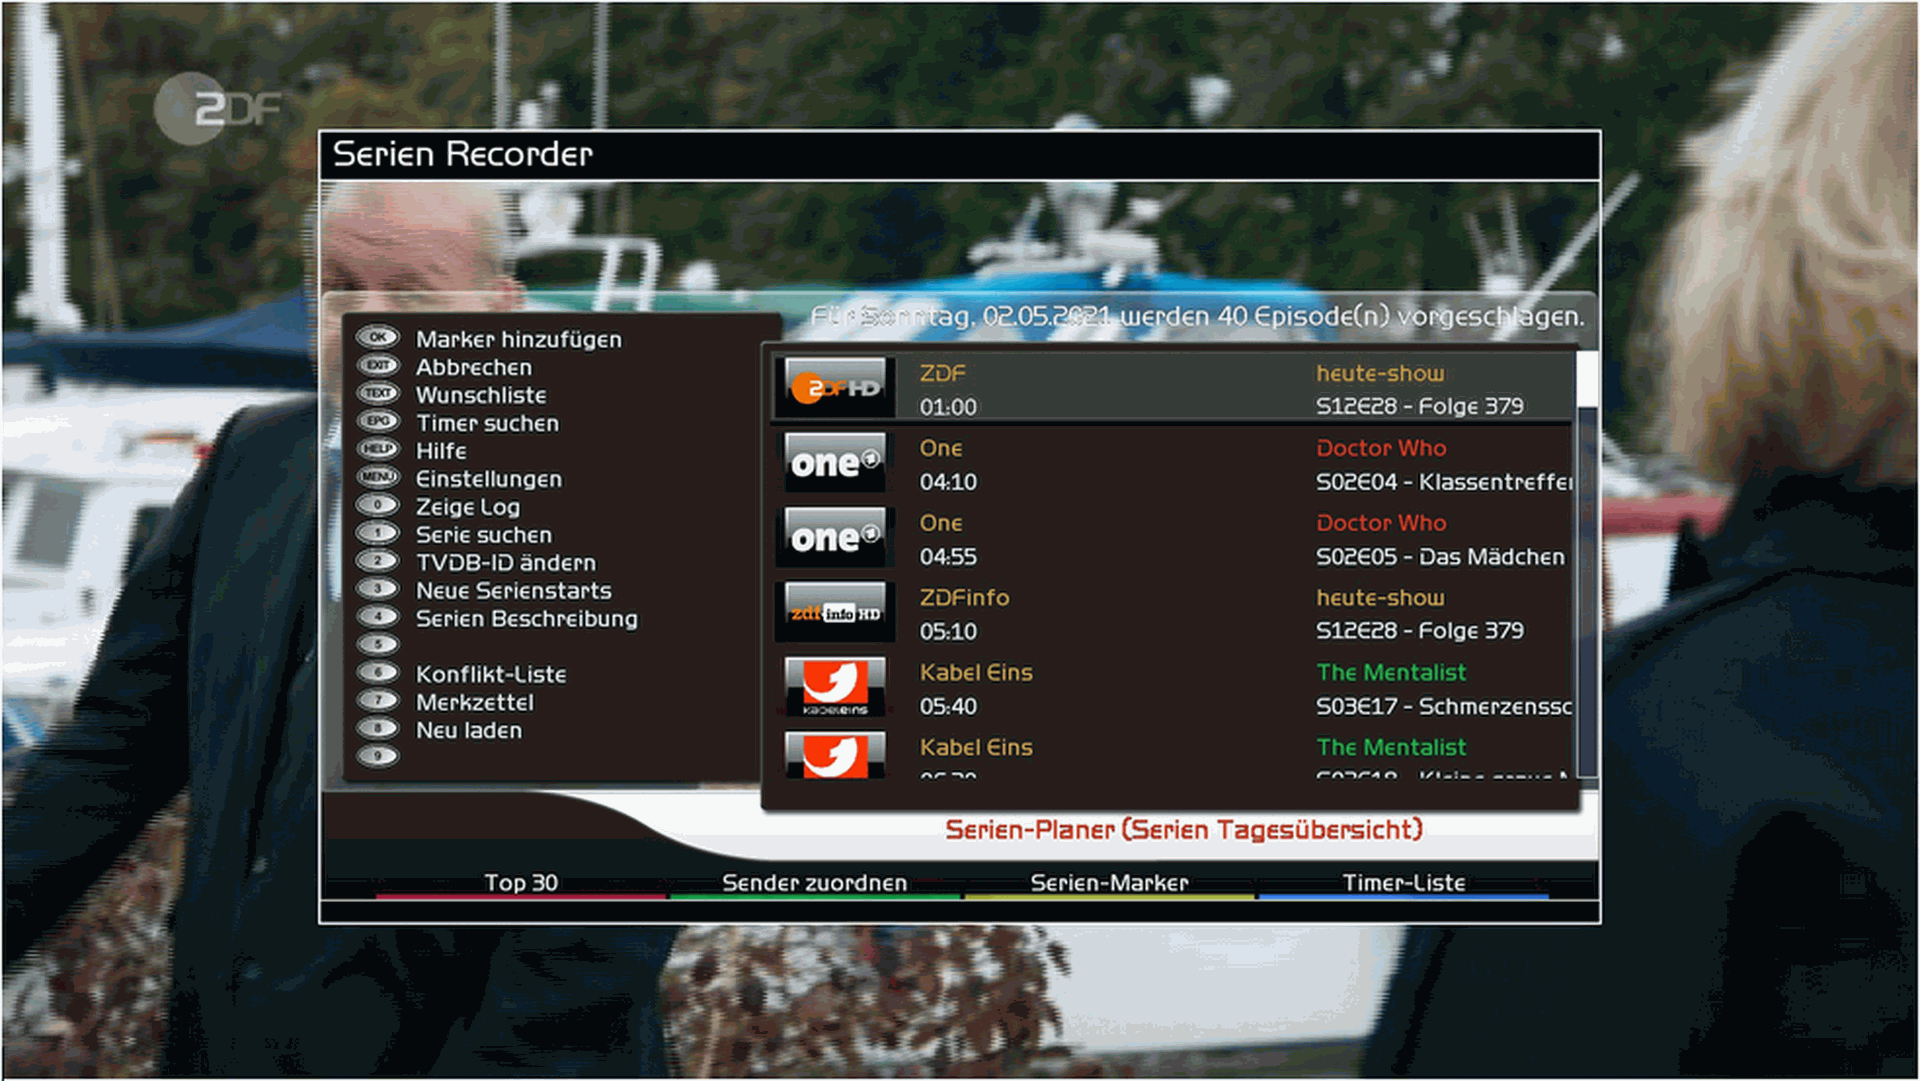 2DF
Serien Recorder
Für Sonntag, 02.05.2021 werden 40 Episode(n) vorgeschlagen.
OK Marker hinzufügen
EXIT Abbrechen
TEXT Wunschliste
EPG Timer suchen
HELP Hilfe
MENU Einstellungen
0 Zeige Log
1 Serie suchen
2 TVDB-ID ändern
3 Neue Serienstarts
4 Serien Beschreibung
5
6 Konflikt-Liste
7 Merkzettel
8 Neu laden
9
2DF HD ZDF heute-show
01:00 S12E28 - Folge 379
one One Doctor Who
04:10 S02E04 - Klassentreffe
one One Doctor Who
04:55 S02E05 - Das Mädchen
zdf info HD ZDFinfo heute-show
05:10 S12E28 - Folge 379
kabel eins Kabel Eins The Mentalist
05:40 S03E17 - Schmerzenssc
Kabel Eins The Mentalist
Serien-Planer (Serien Tagesübersicht)
Top 30 Sender zuordnen Serien-Marker Timer-Liste